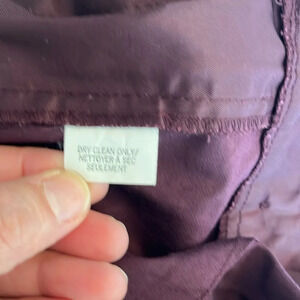 DRY CLEAN ONLY/
NETTOYER À SEC
SEULEMENT